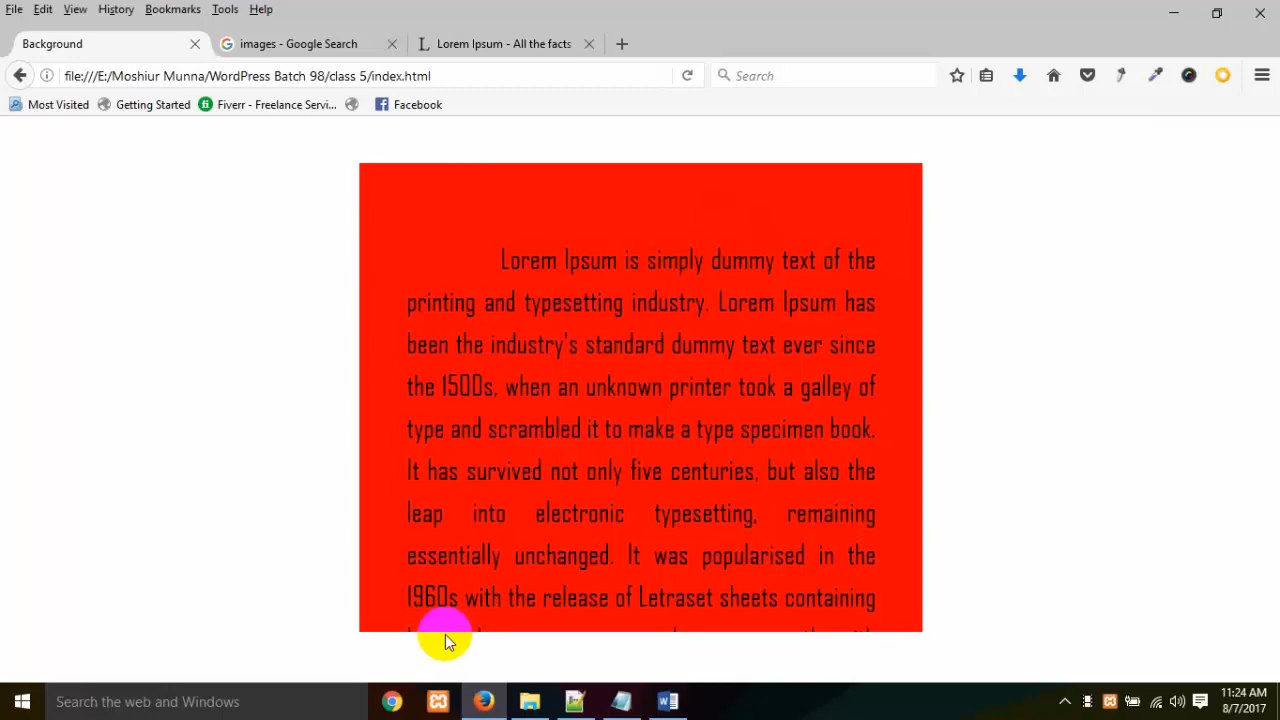 File Edit View History Bookmarks Tools Help
Background
images - Google Search
Lorem Ipsum - All the facts
file:///E:/Moshiur Munna/WordPress Batch 98/class 5/index.html
Search
Most Visited
Getting Started
Fiverr - Freelance Servi...
Facebook
Lorem Ipsum is simply dummy text of the
printing and typesetting industry. Lorem Ipsum has
been the industry's standard dummy text ever since
the 1500s, when an unknown printer took a galley of
type and scrambled it to make a type specimen book.
It has survived not only five centuries, but also the
leap into electronic typesetting, remaining
essentially unchanged. It was popularised in the
1960s with the release of Letraset sheets containing
Search the web and Windows
11:24 AM
8/7/2017